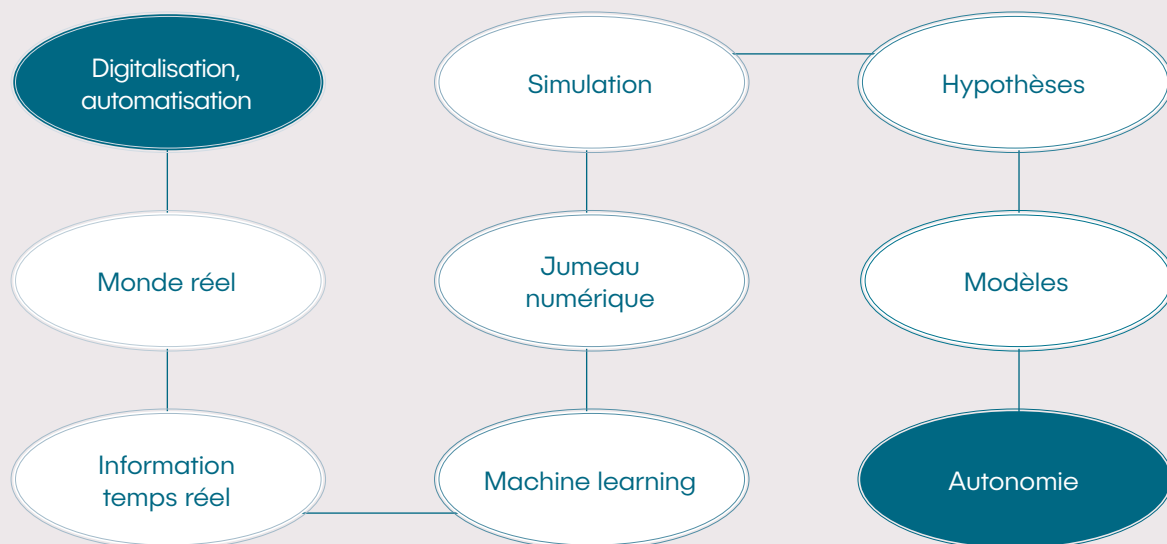 Digitalisation,
automatisation
Monde réel
Information
temps réel
Machine learning
Jumeau
numérique
Simulation
Hypothèses
Modèles
Autonomie